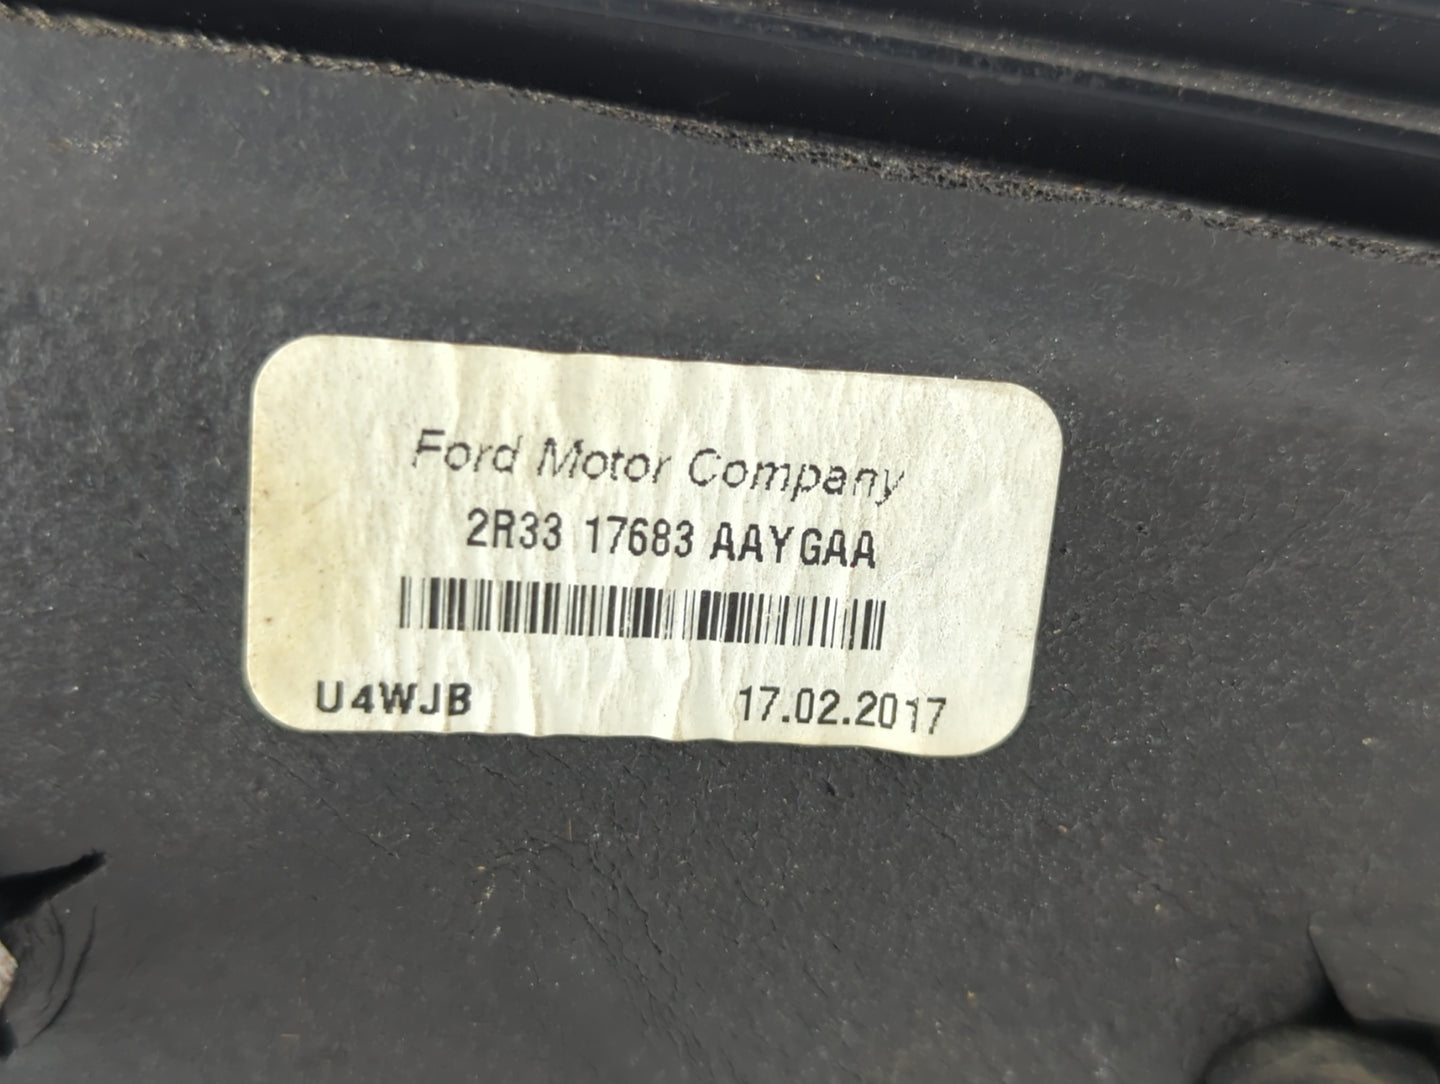 Ford Motor Company
2R33 17683 AAYGAA
U4WJB 17.02.2017